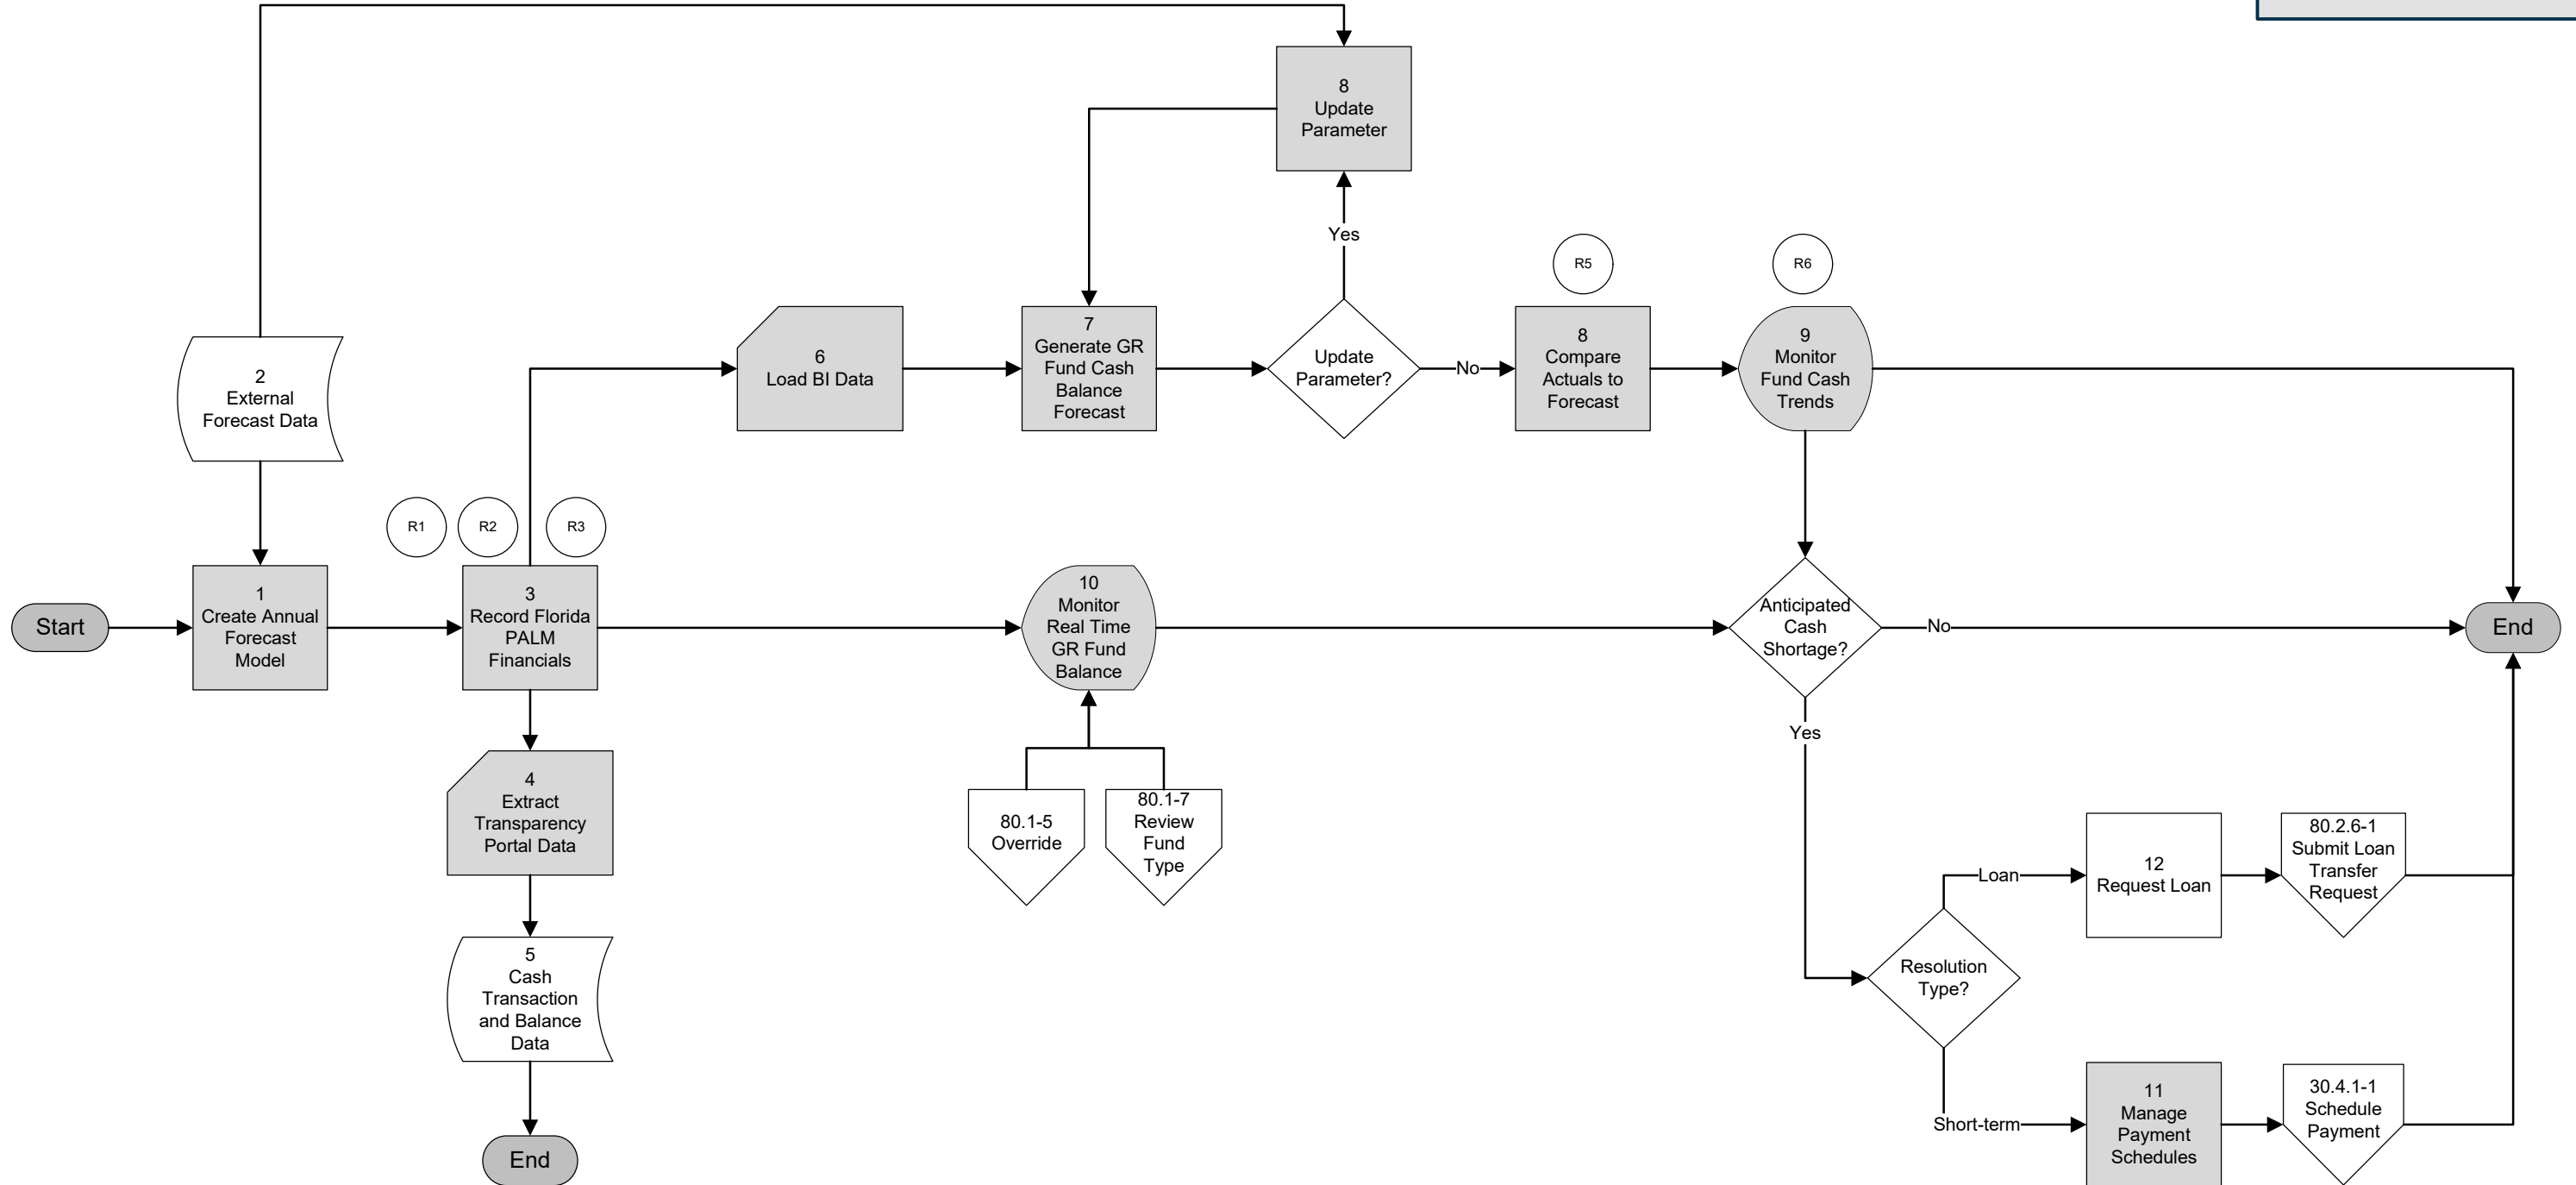 8
Update
Parameter
Yes
R5
R6
2
External
Forecast Data
6
Load BI Data
7
Generate GR
Fund Cash
Balance
Forecast
Update
Parameter?
No
8
Compare
Actuals to
Forecast
9
Monitor
Fund Cash
Trends
R1
R2
R3
Start
1
Create Annual
Forecast
Model
3
Record Florida
PALM
Financials
10
Monitor
Real Time
GR Fund
Balance
Anticipated
Cash
Shortage?
No
End
Yes
4
Extract
Transparency
Portal Data
80.1-5
Override
80.1-7
Review
Fund
Type
Loan
12
Request Loan
80.2.6-1
Submit Loan
Transfer
Request
5
Cash
Transaction
and Balance
Data
Resolution
Type?
Short-term
11
Manage
Payment
Schedules
30.4.1-1
Schedule
Payment
End